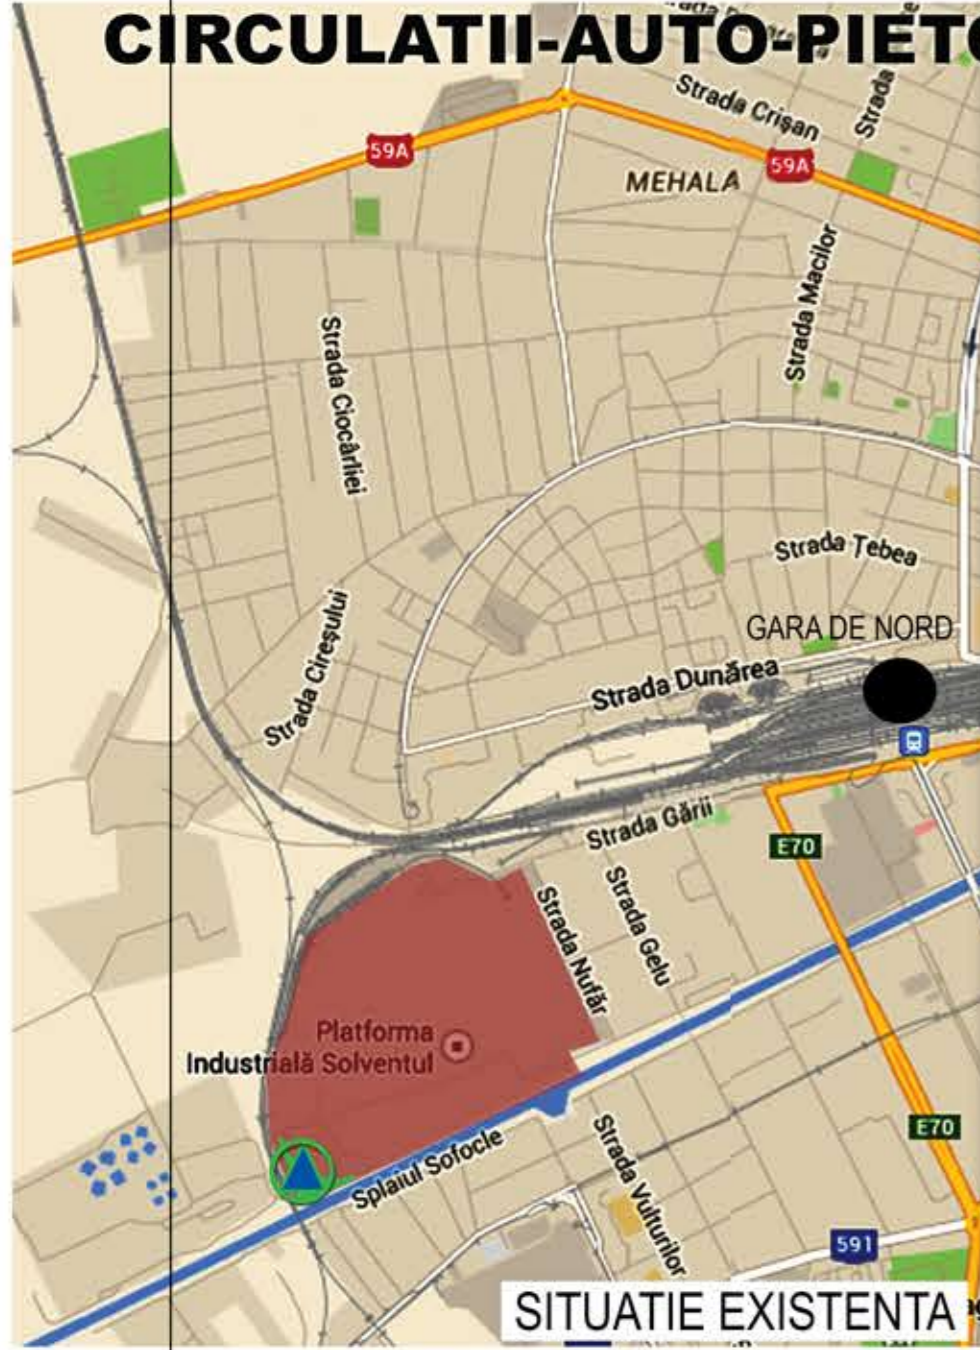 CIRCULATII-AUTO-PIETO
Strada Crișan
Strada
59A
59A
MEHALA
Strada Macilor
Strada Ciocârliei
Strada Țebea
Strada Cireșului
GARA DE NORD
Strada Dunărea
Strada Gării
E70
Strada Gelu
Strada Nufăr
Platforma
Industrială Solventul
E70
Splaiul Sofocle
Strada Vulturilor
591
SITUATIE EXISTENTA